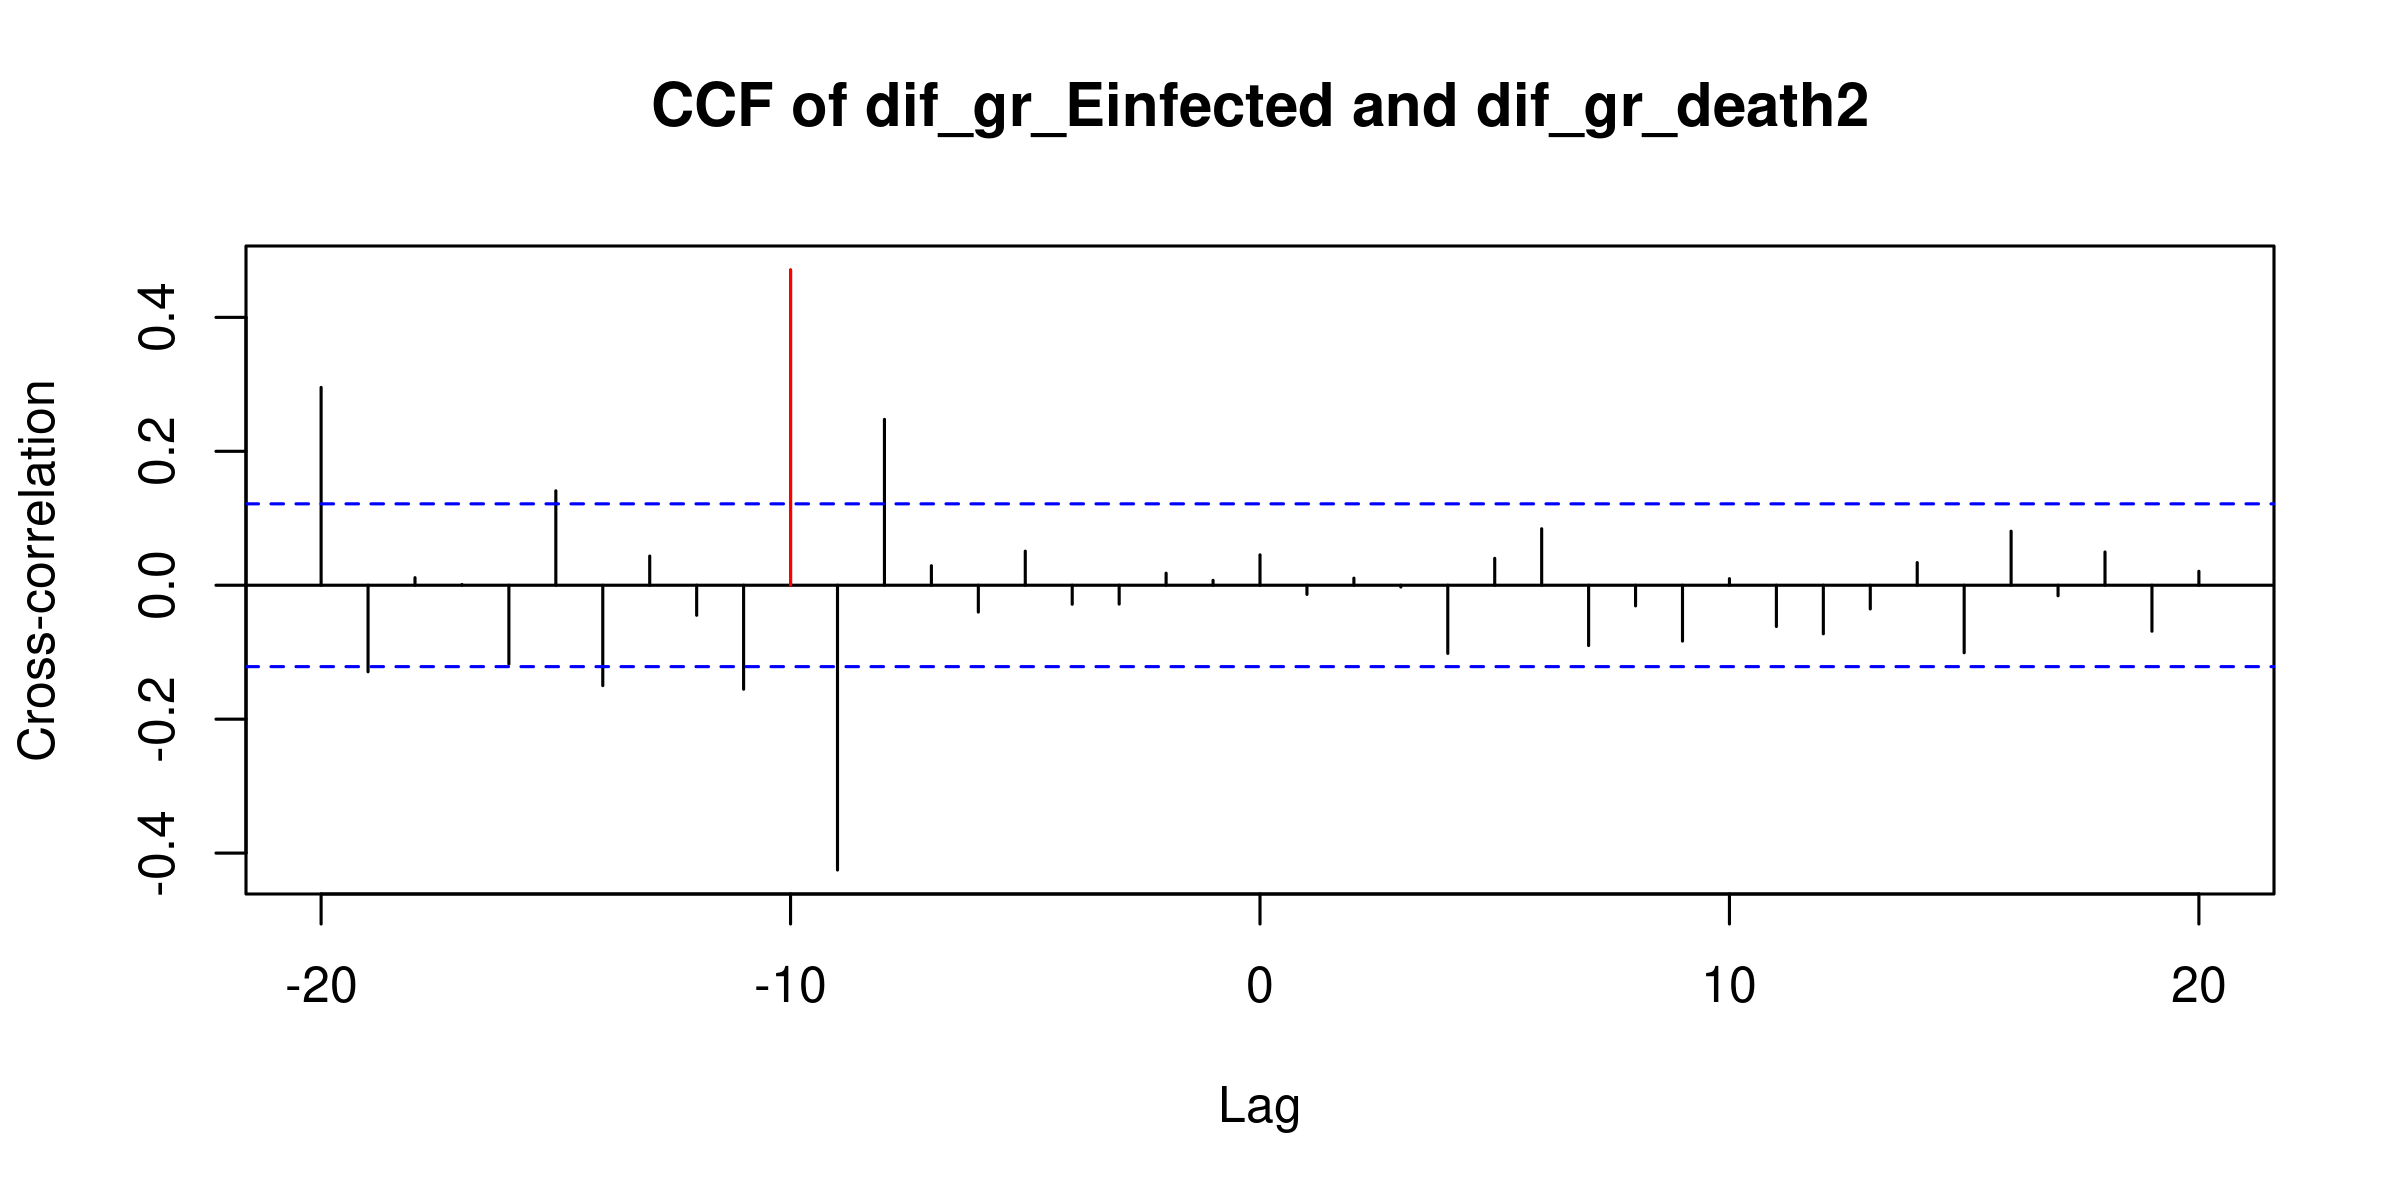 CCF of dif_gr_Einfected and dif_gr_death2
Cross-correlation
0.4
0.2
0.0
-0.2
-0.4
-20 -10 0 10 20
Lag